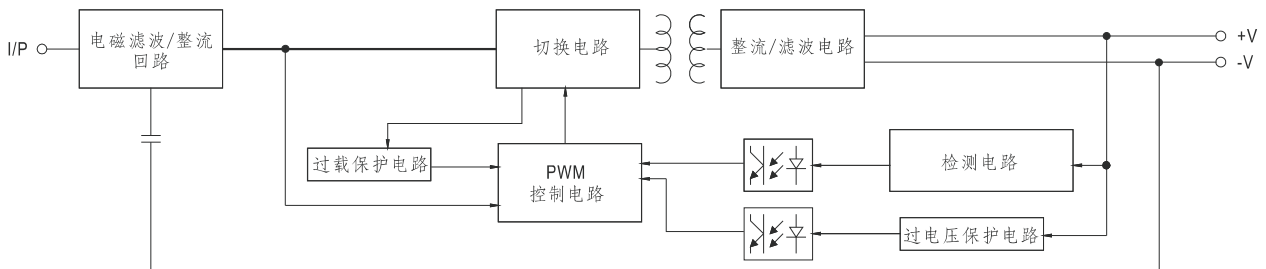 I/P
电磁滤波/整流
回路
切换电路
整流/滤波电路
+V
-V
过载保护电路
PWM
控制电路
检测电路
过电压保护电路